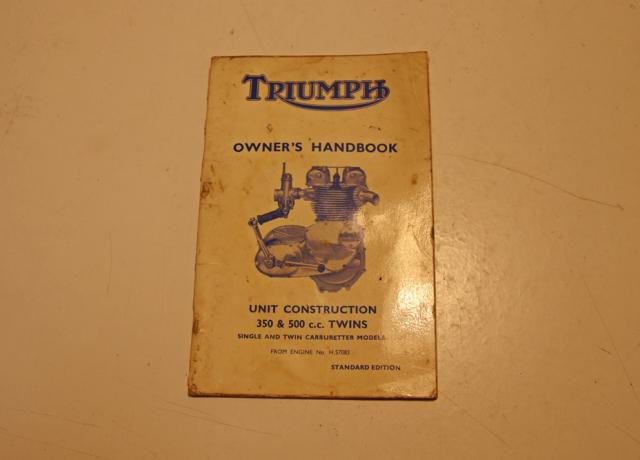 TRIUMPH
OWNER'S HANDBOOK
UNIT CONSTRUCTION
350 & 500 c.c. TWINS
SINGLE AND TWIN CARBURETTER MODELS
FROM ENGINE No. H.57083
STANDARD EDITION